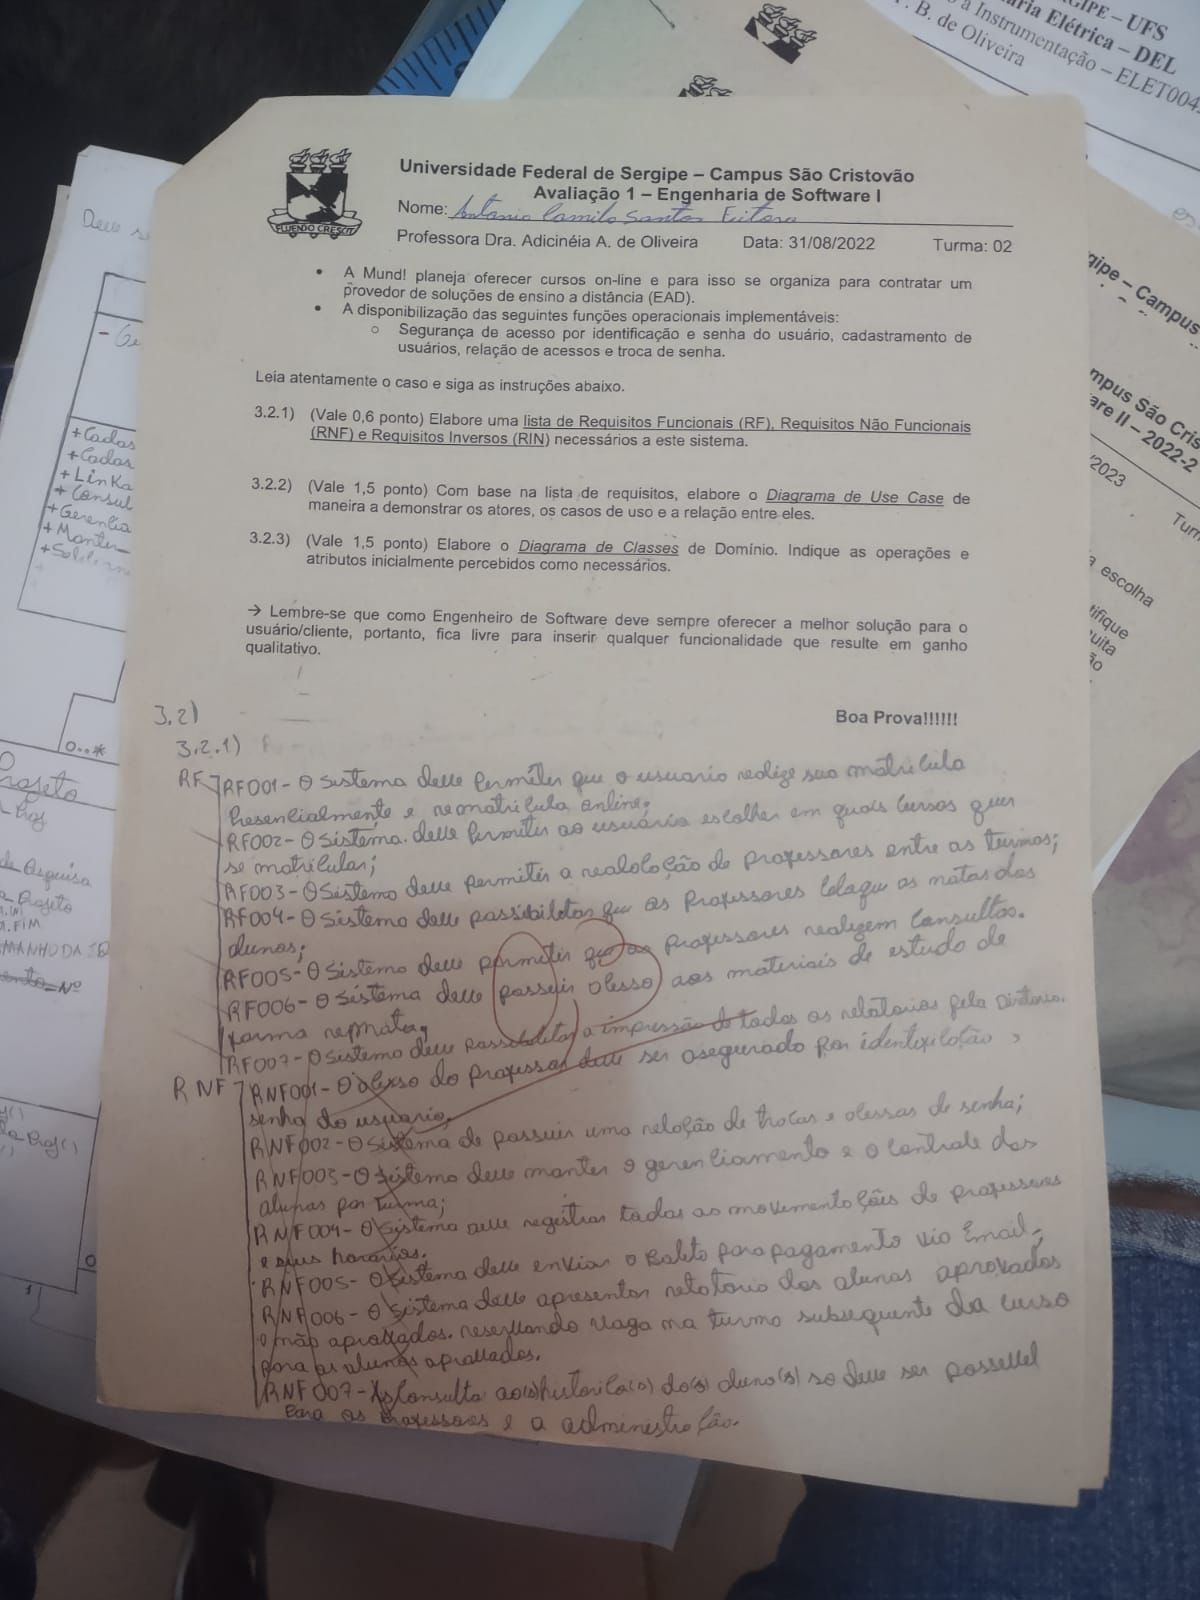 GIPE – UFS
aria Elétrica – DEL
à Instrumentação – ELET004
B. de Oliveira
Universidade Federal de Sergipe – Campus São Cristovão
Avaliação 1 – Engenharia de Software I
Nome: Antonio Camilo Santos Feitosa
FLUENDO CRESCIT
Professora Dra. Adicinéia A. de Oliveira Data: 31/08/2022 Turma: 02
• A Mund! planeja oferecer cursos on-line e para isso se organiza para contratar um
provedor de soluções de ensino a distância (EAD).
• A disponibilização das seguintes funções operacionais implementáveis:
o Segurança de acesso por identificação e senha do usuário, cadastramento de
usuários, relação de acessos e troca de senha.
Leia atentamente o caso e siga as instruções abaixo.
3.2.1) (Vale 0,6 ponto) Elabore uma lista de Requisitos Funcionais (RF), Requisitos Não Funcionais
(RNF) e Requisitos Inversos (RIN) necessários a este sistema.
3.2.2) (Vale 1,5 ponto) Com base na lista de requisitos, elabore o Diagrama de Use Case de
maneira a demonstrar os atores, os casos de uso e a relação entre eles.
3.2.3) (Vale 1,5 ponto) Elabore o Diagrama de Classes de Domínio. Indique as operações e
atributos inicialmente percebidos como necessários.
→ Lembre-se que como Engenheiro de Software deve sempre oferecer a melhor solução para o
usuário/cliente, portanto, fica livre para inserir qualquer funcionalidade que resulte em ganho
qualitativo.
Boa Prova!!!!!!
3.2)
3.2.1)
RF RF001- O Sistema deve Permitir que o usuario realize sua matricula
Presencialmente e rematricula online;
RF002- O Sistema deve Permitir ao usuário escolher em quais cursos quer
se matricular;
RF003- O Sistema deve permitir a realocação de professores entre as turmas;
RF004- O Sistema deve possibilitar que os Professores coloque as notas dos
alunos;
RF005- O Sistema deve permitir que os professores realizem consultas.
RF006- O Sistema deve possuir acesso aos materiais de estudo de
forma remota;
RF007- O Sistema deve possibilitar a impressão de todos os relatorios pela Diretoria.
RNF RNF001- O acesso do professor deve ser asegurado por identificação ,
senha do usuario;
RNF002- O Sistema de possuir uma relação de trocas e acessos de senha;
RNF003- O Sistema deve manter o gerenciamento e o controle dos
alunos por turma;
RNF004- O Sistema deve registrar todas as movimentações de professores
e seus horarios.
RNF005- O Sistema deve enviar o Boleto para pagamento via Email;
RNF006- O Sistema deve apresentar relatorio dos alunos aprovados
e não aprovados. reservando vaga na turma subsequente da curso
para os alunos aprovados.
RNF007- As Consulta ao(s) historico(o) do(s) aluno(s) so deve ser possivel
Para os professores e a administração.
+Cadas
+Cadas
+Linka
+Consul
+Gerencia
+Manter
0..*
Projeto
gipe – Campus
mpus São Cris
are II – 2022-2
/2023
Turm
a escolha
tifique
uita
ão